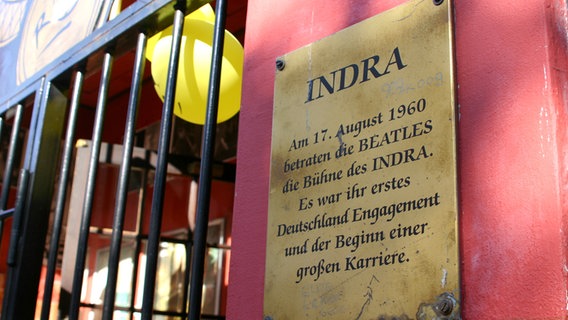 INDRA
Am 17. August 1960
betraten die BEATLES
die Bühne des INDRA.
Es war ihr erstes
Deutschland Engagement
und der Beginn einer
großen Karriere.